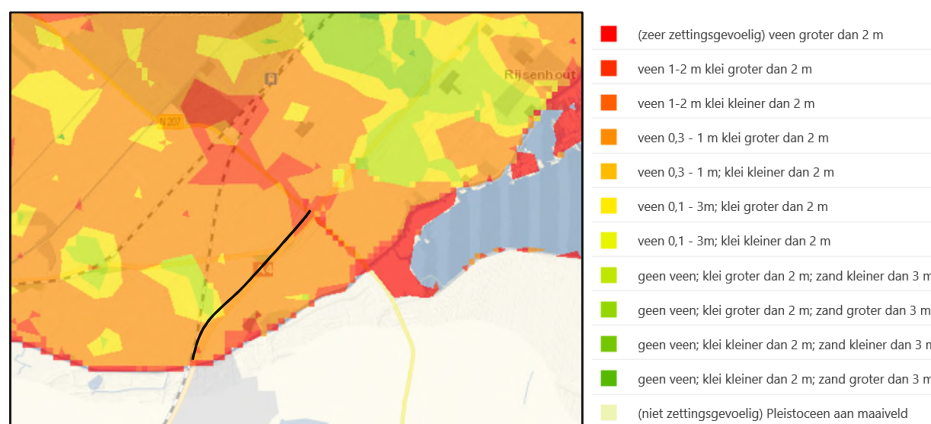 Rijsenhout
N 207
(zeer zettingsgevoelig) veen groter dan 2 m
veen 1-2 m klei groter dan 2 m
veen 1-2 m klei kleiner dan 2 m
veen 0,3 - 1 m klei groter dan 2 m
veen 0,3 - 1 m; klei kleiner dan 2 m
veen 0,1 - 3m; klei groter dan 2 m
veen 0,1 - 3m; klei kleiner dan 2 m
geen veen; klei groter dan 2 m; zand kleiner dan 3 m
geen veen; klei groter dan 2 m; zand groter dan 3 m
geen veen; klei kleiner dan 2 m; zand kleiner dan 3 m
geen veen; klei kleiner dan 2 m; zand groter dan 3 m
(niet zettingsgevoelig) Pleistoceen aan maaiveld